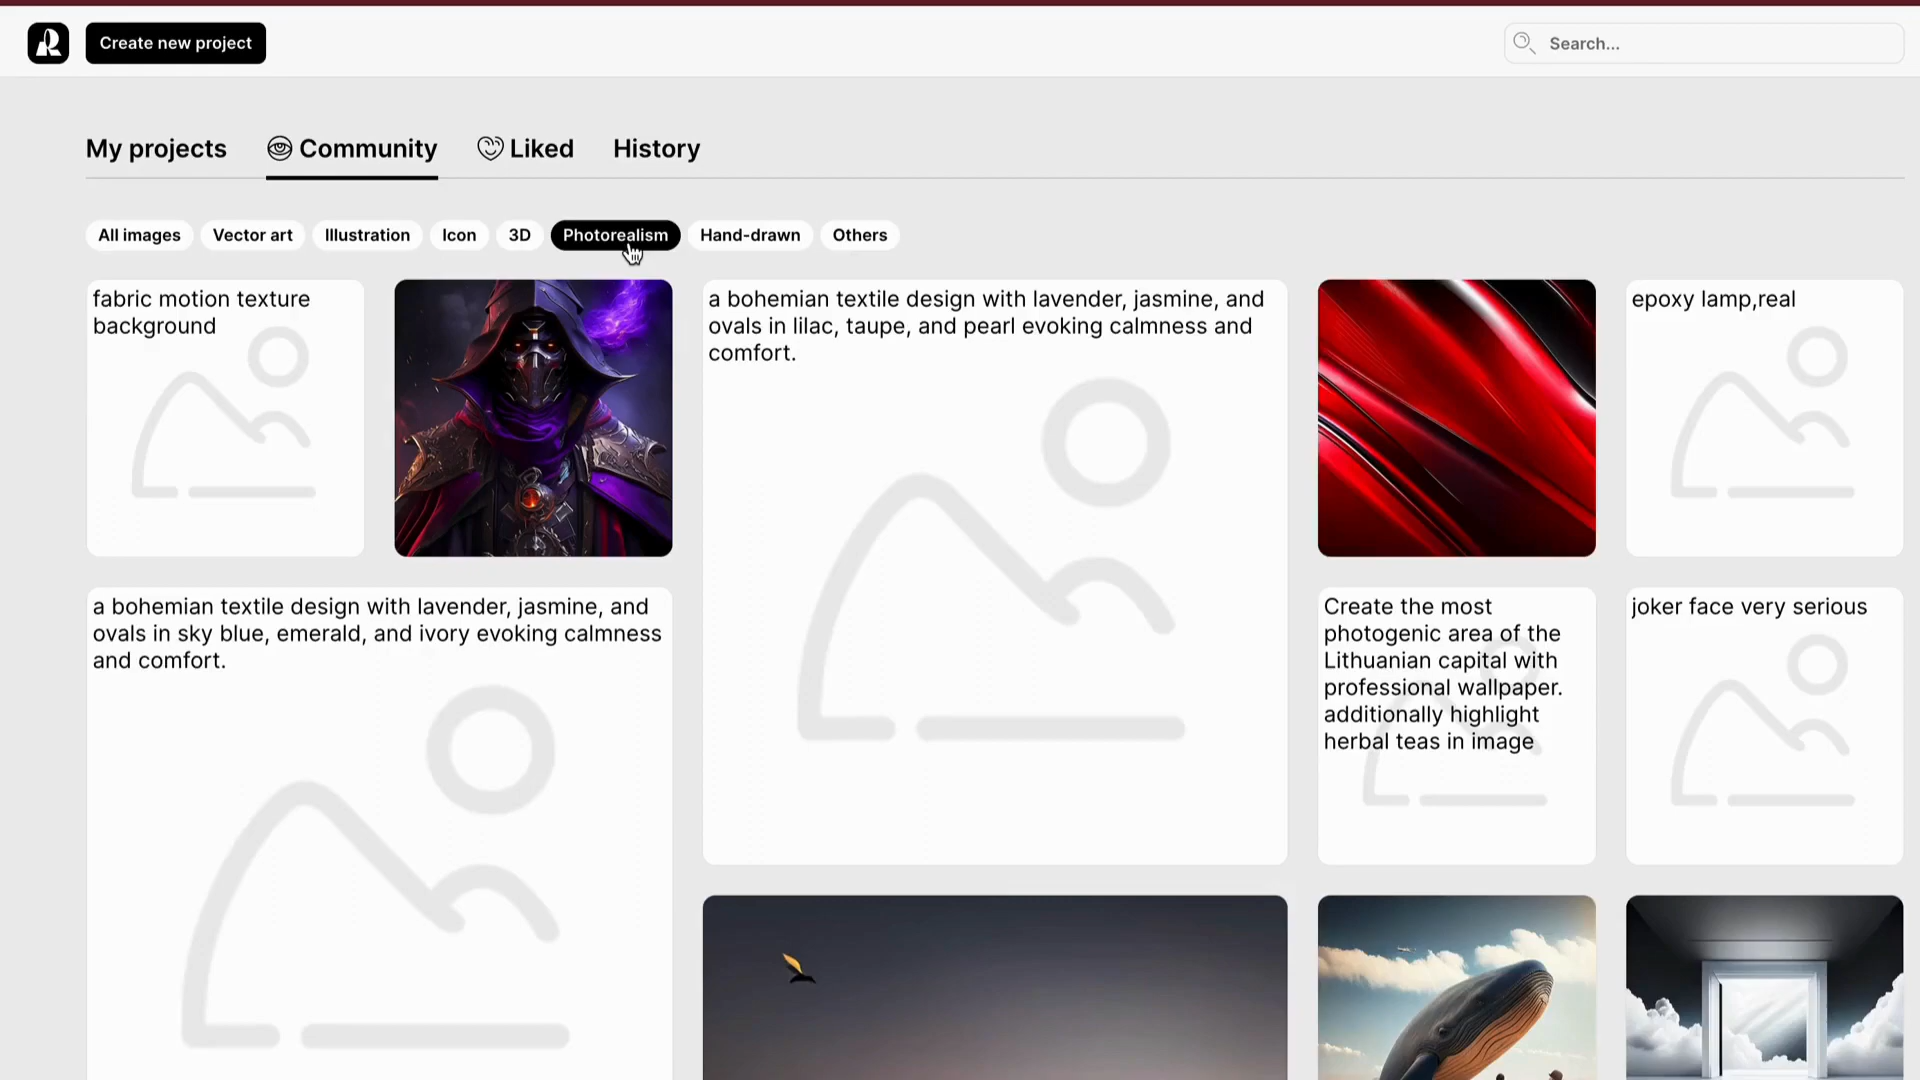 Create new project
Search...
My projects
Community
Liked
History
All images
Vector art
Illustration
Icon
3D
Photorealism
Hand-drawn
Others
fabric motion texture
background
a bohemian textile design with lavender, jasmine, and
ovals in lilac, taupe, and pearl evoking calmness and
comfort.
epoxy lamp,real
a bohemian textile design with lavender, jasmine, and
ovals in sky blue, emerald, and ivory evoking calmness
and comfort.
Create the most
photogenic area of the
Lithuanian capital with
professional wallpaper.
additionally highlight
herbal teas in image
joker face very serious